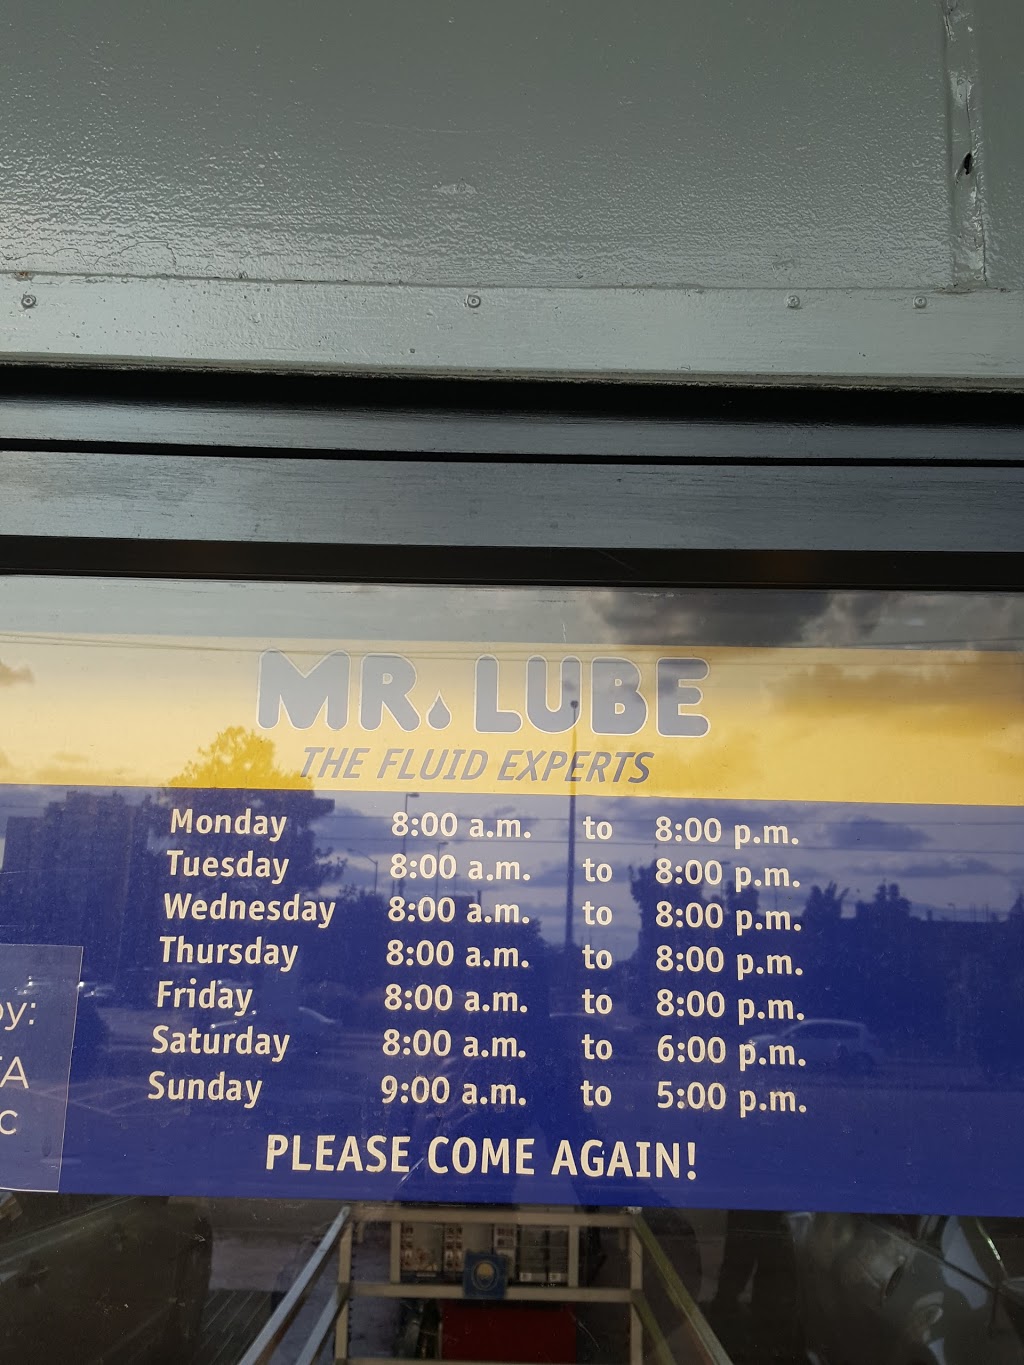 MR. LUBE
THE FLUID EXPERTS
Monday 8:00 a.m. to 8:00 p.m.
Tuesday 8:00 a.m. to 8:00 p.m.
Wednesday 8:00 a.m. to 8:00 p.m.
Thursday 8:00 a.m. to 8:00 p.m.
Friday 8:00 a.m. to 8:00 p.m.
Saturday 8:00 a.m. to 6:00 p.m.
Sunday 9:00 a.m. to 5:00 p.m.
PLEASE COME AGAIN!